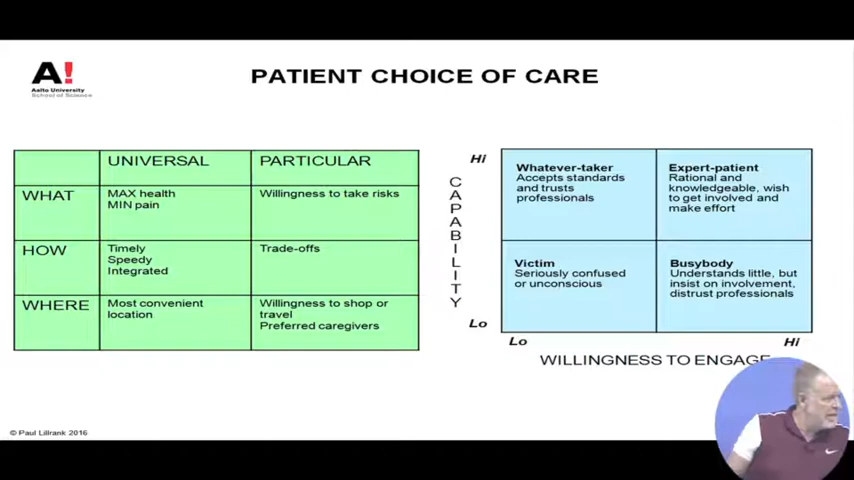 A!
Aalto University
School of Science
PATIENT CHOICE OF CARE
UNIVERSAL PARTICULAR
WHAT
MAX health
MIN pain
Willingness to take risks
HOW
Timely
Speedy
Integrated
Trade-offs
WHERE
Most convenient
location
Willingness to shop or
travel
Preferred caregivers
CAPABILITY
Hi
Lo
Whatever-taker
Accepts standards
and trusts
professionals
Expert-patient
Rational and
knowledgeable, wish
to get involved and
make effort
Victim
Seriously confused
or unconscious
Busybody
Understands little, but
insist on involvement,
distrust professionals
Lo
Hi
WILLINGNESS TO ENGAGE
© Paul Lillrank 2016